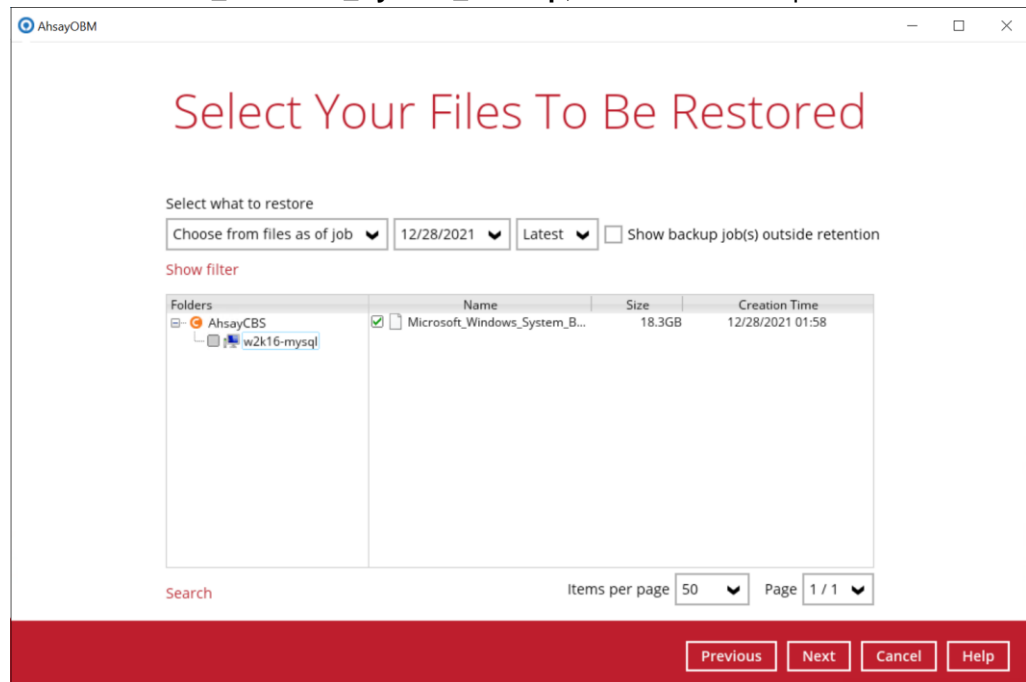 AhsayOBM
Select Your Files To Be Restored
Select what to restore
Choose from files as of job 12/28/2021 Latest Show backup job(s) outside retention
Show filter
Folders Name Size Creation Time
AhsayCBS Microsoft_Windows_System_B... 18.3GB 12/28/2021 01:58
w2k16-mysql
Search Items per page 50 Page 1 / 1
Previous Next Cancel Help